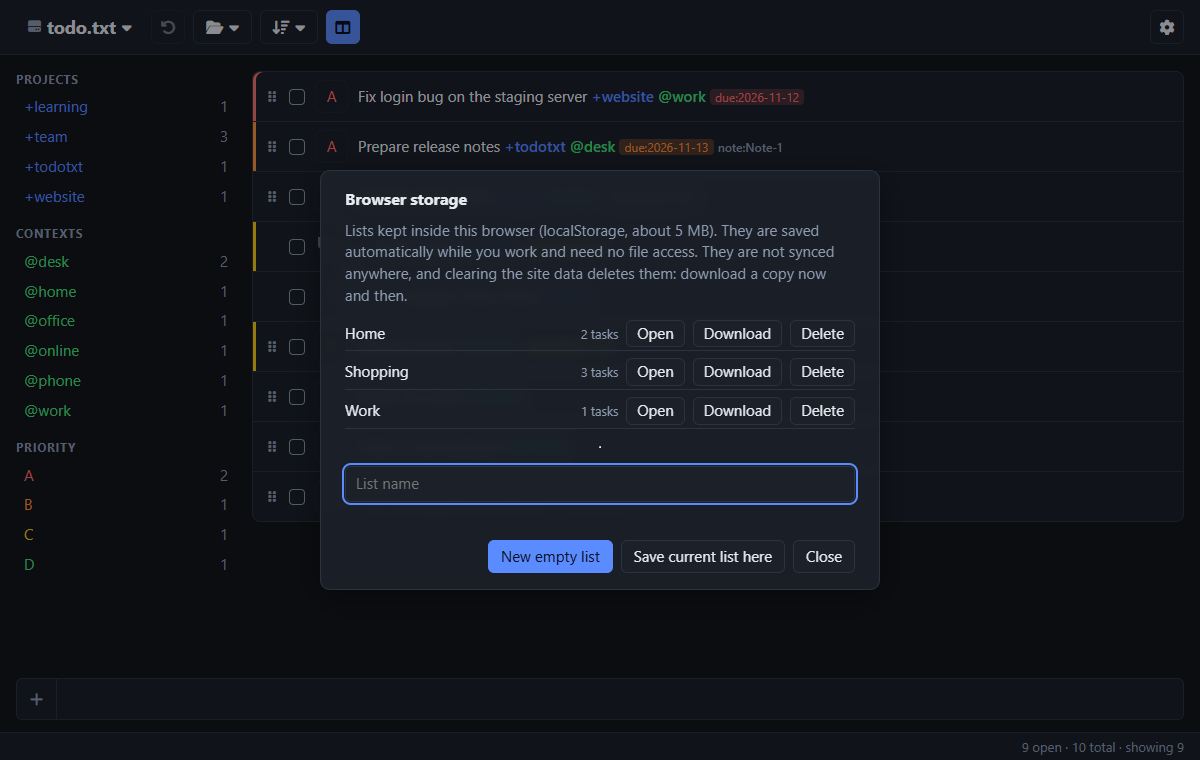 todo.txt
PROJECTS
+learning 1
+team 3
+todotxt 1
+website 1
CONTEXTS
@desk 2
@home 1
@office 1
@online 1
@phone 1
@work 1
PRIORITY
A 2
B 1
C 1
D 1
A Fix login bug on the staging server +website @work due:2026-11-12
A Prepare release notes +todotxt @desk due:2026-11-13 note:Note-1
Browser storage
Lists kept inside this browser (localStorage, about 5 MB). They are saved
automatically while you work and need no file access. They are not synced
anywhere, and clearing the site data deletes them: download a copy now
and then.
Home 2 tasks Open Download Delete
Shopping 3 tasks Open Download Delete
Work 1 tasks Open Download Delete
.
List name
New empty list Save current list here Close
+
9 open · 10 total · showing 9